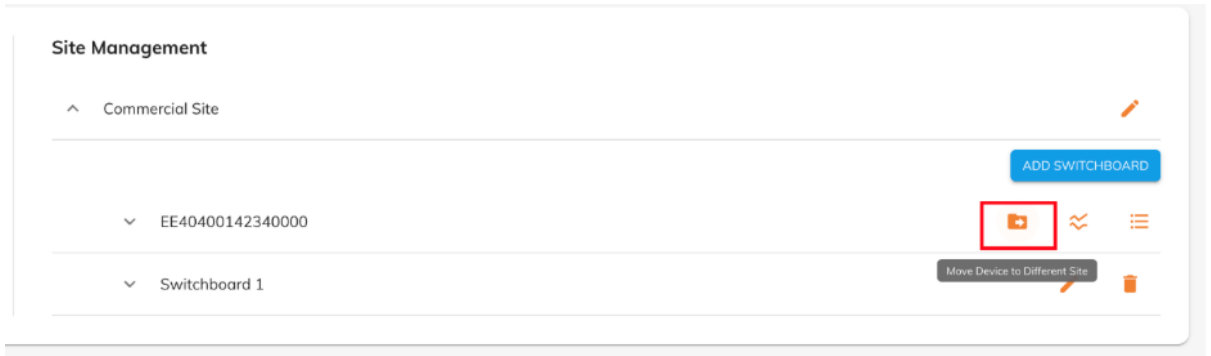 Site Management
Commercial Site
ADD SWITCHBOARD
EE40400142340000
Move Device to Different Site
Switchboard 1